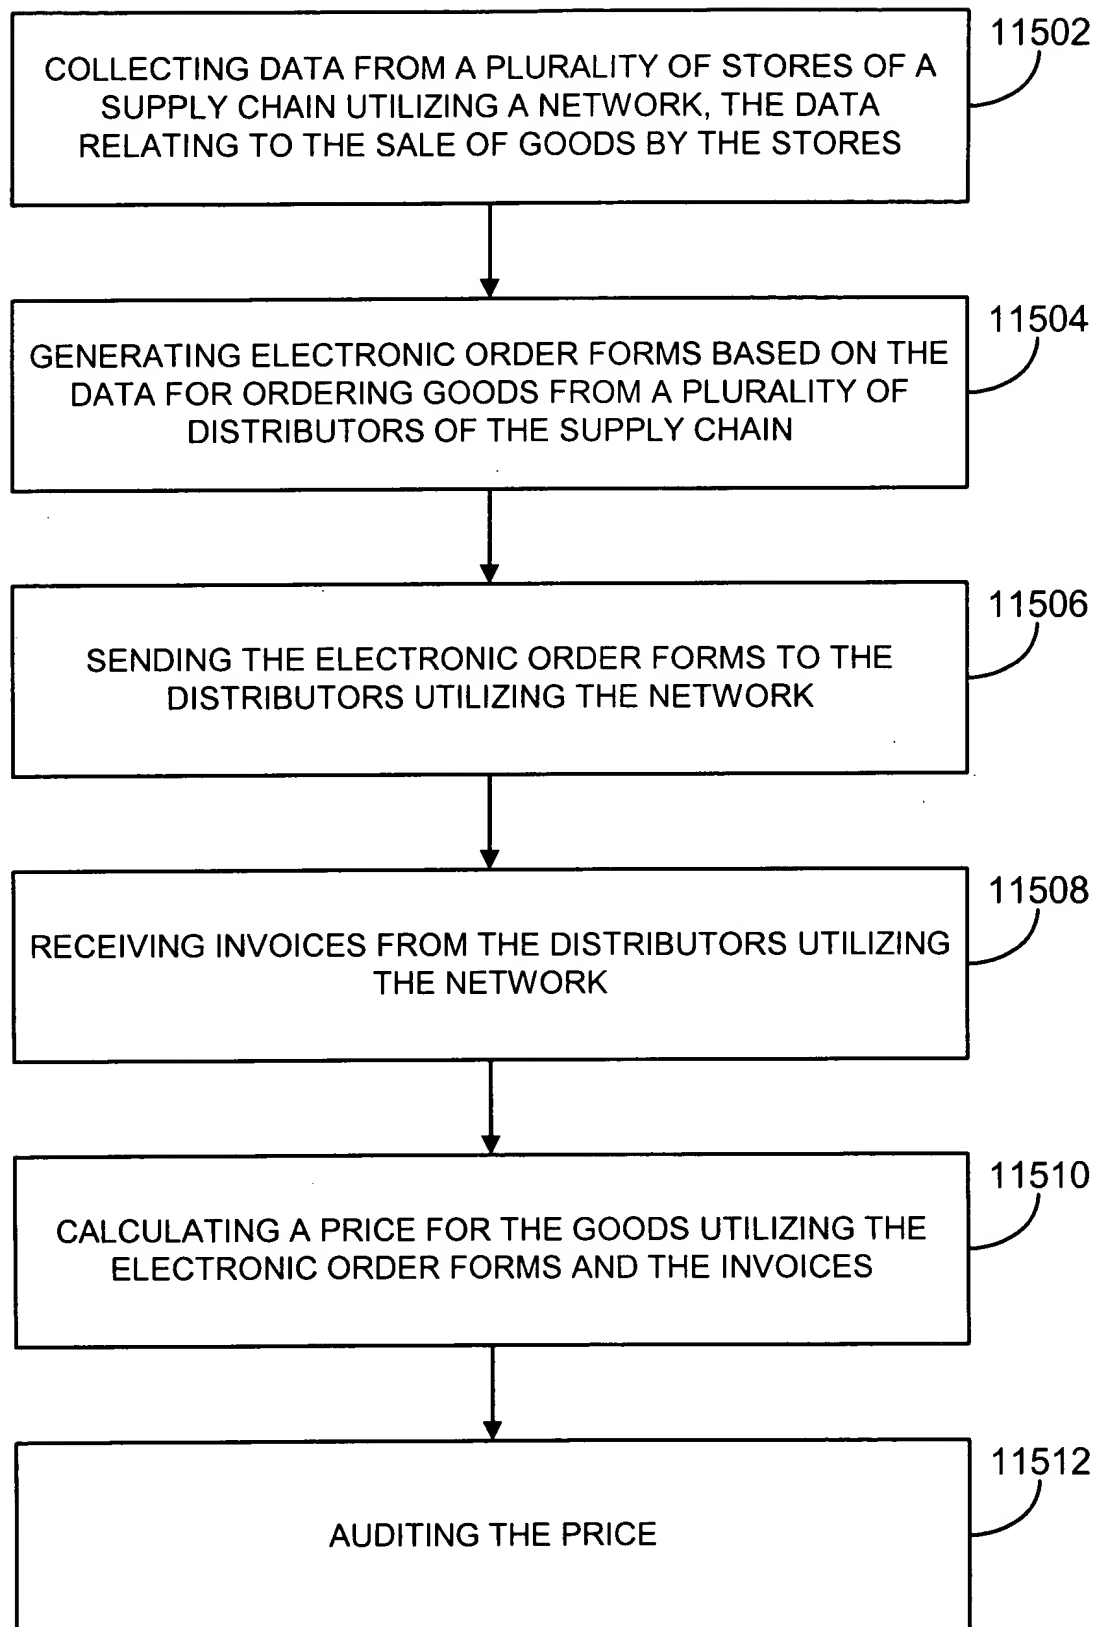 11502
COLLECTING DATA FROM A PLURALITY OF STORES OF A
SUPPLY CHAIN UTILIZING A NETWORK, THE DATA
RELATING TO THE SALE OF GOODS BY THE STORES
11504
GENERATING ELECTRONIC ORDER FORMS BASED ON THE
DATA FOR ORDERING GOODS FROM A PLURALITY OF
DISTRIBUTORS OF THE SUPPLY CHAIN
11506
SENDING THE ELECTRONIC ORDER FORMS TO THE
DISTRIBUTORS UTILIZING THE NETWORK
11508
RECEIVING INVOICES FROM THE DISTRIBUTORS UTILIZING
THE NETWORK
11510
CALCULATING A PRICE FOR THE GOODS UTILIZING THE
ELECTRONIC ORDER FORMS AND THE INVOICES
11512
AUDITING THE PRICE